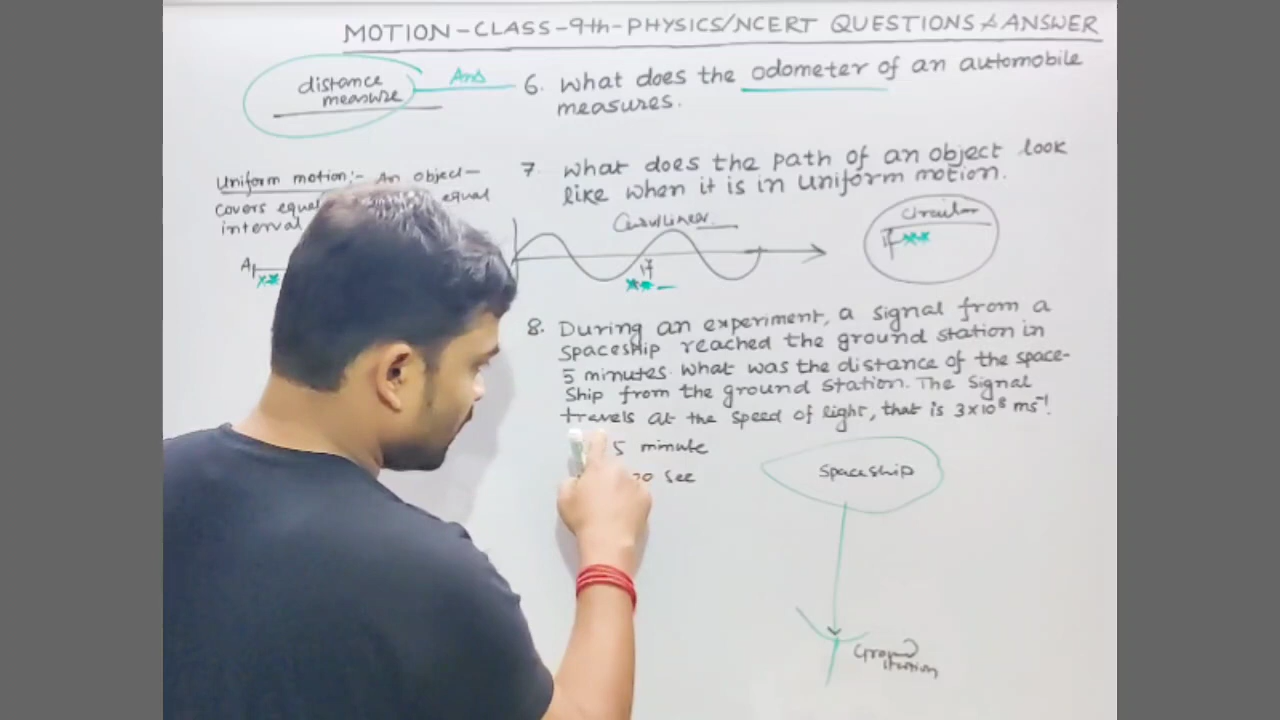 MOTION-CLASS-9th-PHYSICS/NCERT QUESTIONS & ANSWER
distance
measure
Ans
6. What does the odometer of an automobile
measures.
Uniform motion:- An object-
covers equal equal
interval
A
7. What does the path of an object look
like when it is in Uniform motion.
Curvulinear
circular
8. During an experiment, a signal from a
Spaceship reached the ground station in
5 minutes. What was the distance of the space-
Ship from the ground station. The Signal
travels at the speed of light, that is 3×10⁸ ms⁻¹.
5 minute
Sec
Spaceship
Ground
station